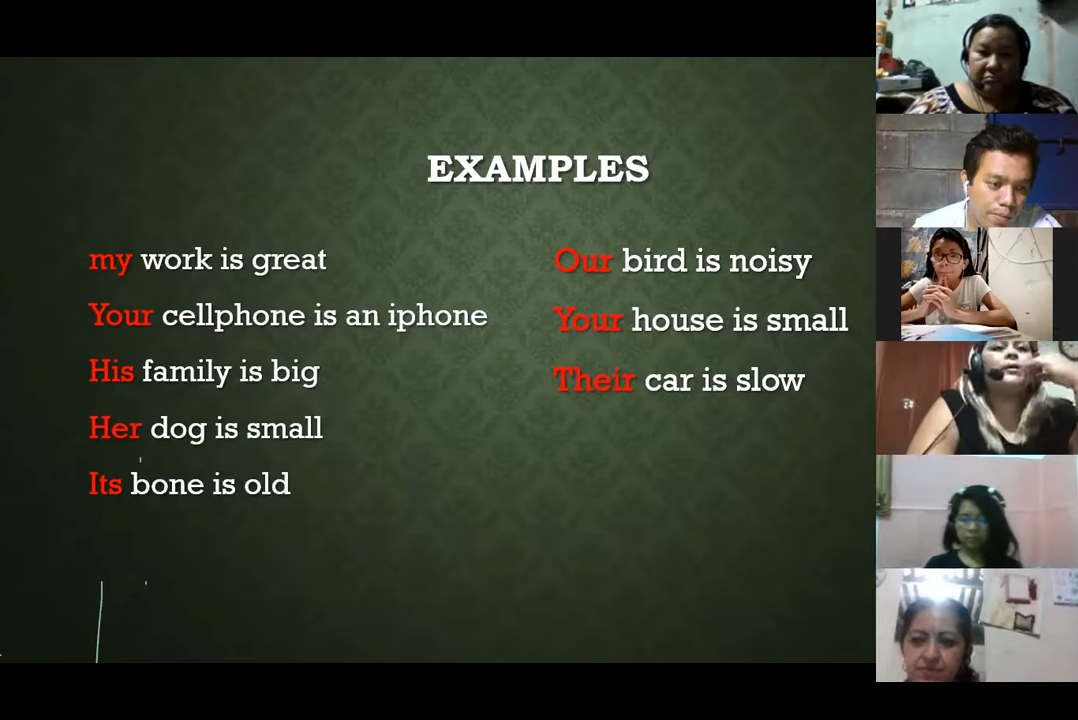 EXAMPLES
my work is great
Your cellphone is an iphone
His family is big
Her dog is small
Its bone is old
Our bird is noisy
Your house is small
Their car is slow